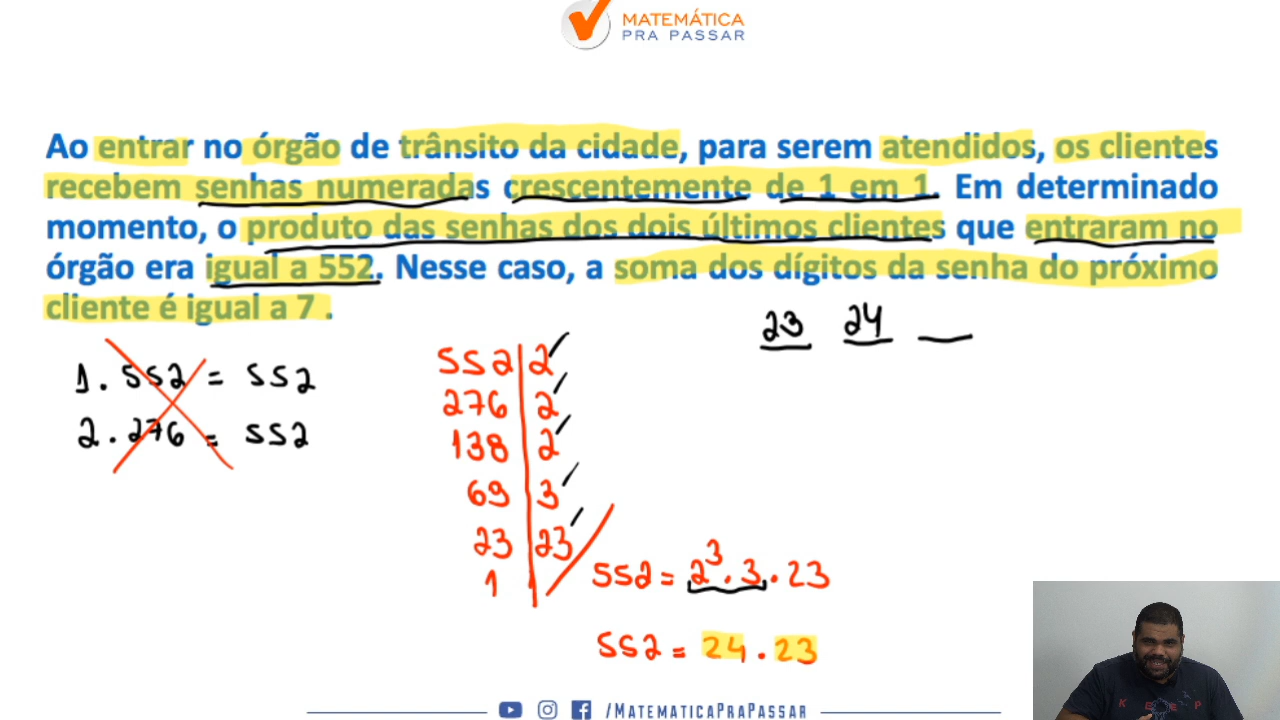 MATEMÁTICA
PRA PASSAR
Ao entrar no órgão de trânsito da cidade, para serem atendidos, os clientes
recebem senhas numeradas crescentemente de 1 em 1. Em determinado
momento, o produto das senhas dos dois últimos clientes que entraram no
órgão era igual a 552. Nesse caso, a soma dos dígitos da senha do próximo
cliente é igual a 7 .
23 24
1. 552 = 552
2. 276 = 552
552 2
276 2
138 2
69 3
23 23
1
552 = 2³ . 3 . 23
552 = 24 . 23
KEEP
/MATEMATICAPRAPASSAR